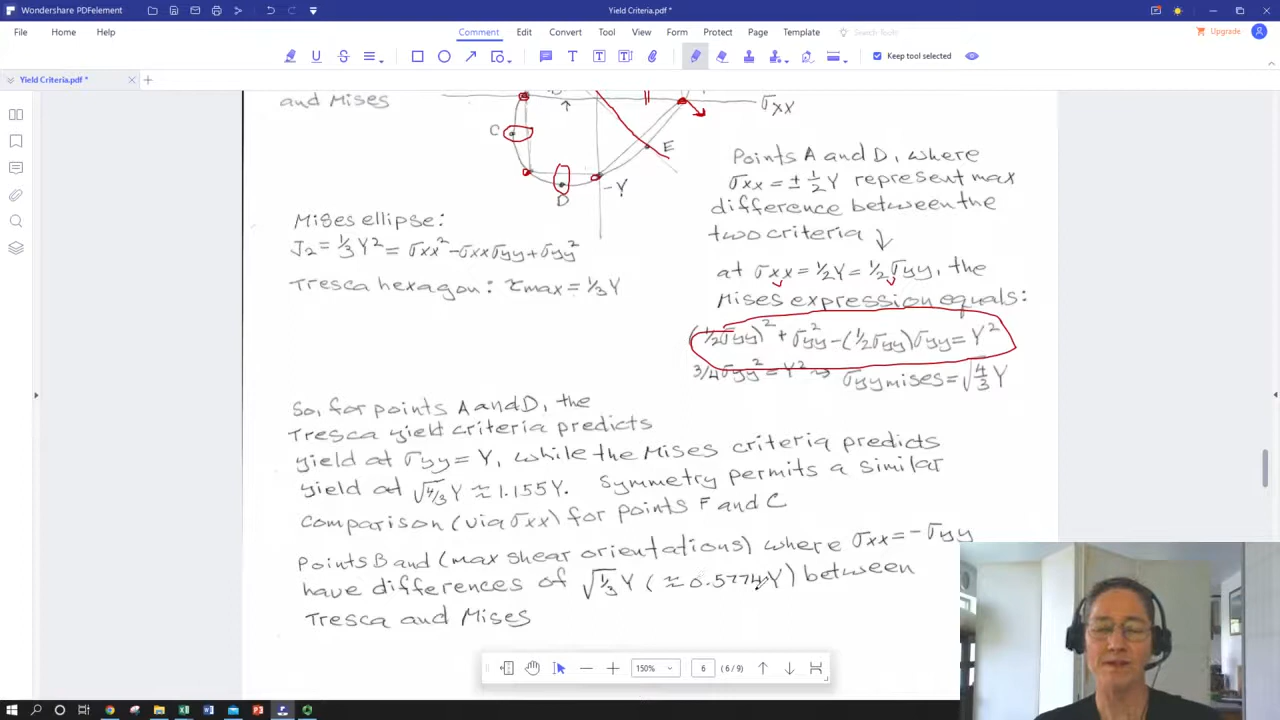 Wondershare PDFelement
Yield Criteria.pdf *
File Home Help Comment Edit Convert Tool View Form Protect Page Template Search Tools Upgrade
Keep tool selected
Yield Criteria.pdf *
and Mises
σxx
C
E
-Y
D
Points A and D, where
σxx = ± ½ Y represent max
difference between the
two criteria
at σxx = ½Y = ½σyy, the
Mises expression equals:
(½σyy)² + σyy² - (½σyy)σyy = Y²
3/4σyy² = Y² → σyy mises = √4/3 Y
Mises ellipse:
J2 = ⅓Y² = σxx² - σxxσyy + σyy²
Tresca hexagon: τmax = ⅓Y
So, for points A and D, the
Tresca yield criteria predicts
yield at σyy = Y, while the Mises criteria predicts
yield at √4/3 Y ≈ 1.155Y. Symmetry permits a similar
comparison (via σxx) for points F and C
Points B and (max shear orientations) where σxx = -σyy
have differences of √⅓ Y (≈ 0.5774Y) between
Tresca and Mises
150% 6 (6/9)